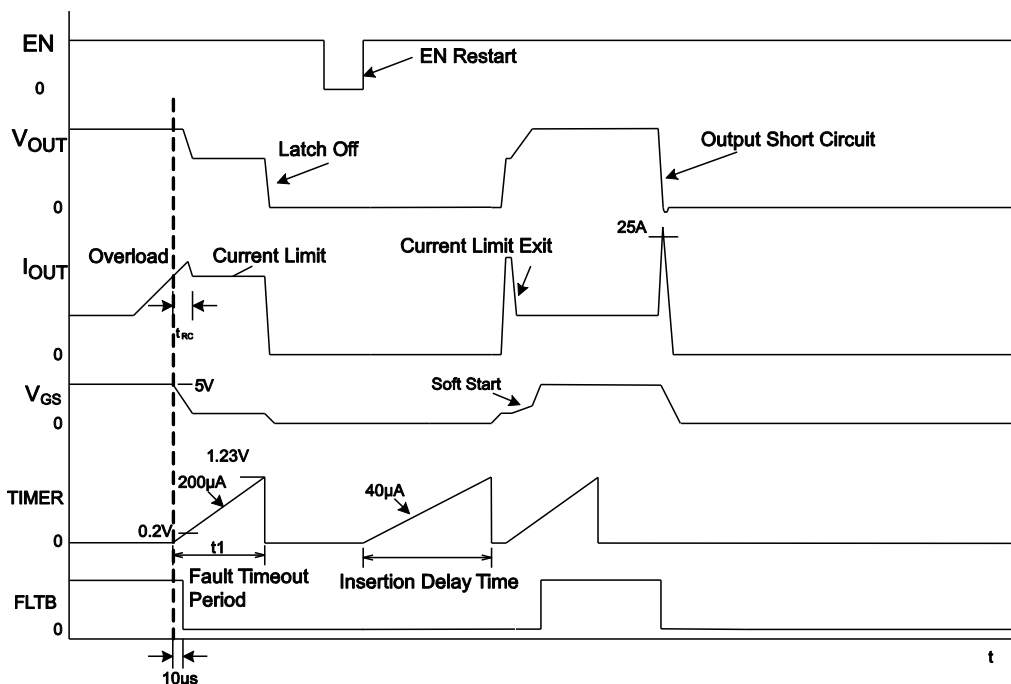 EN
EN Restart
0
VOUT
Latch Off
Output Short Circuit
0
25A
Overload
Current Limit
Current Limit Exit
IOUT
tRC
0
5V
VGS
Soft Start
0
1.23V
200µA
40µA
TIMER
0.2V
0
t1
Fault Timeout
Period
Insertion Delay Time
FLTB
0
t
10µs